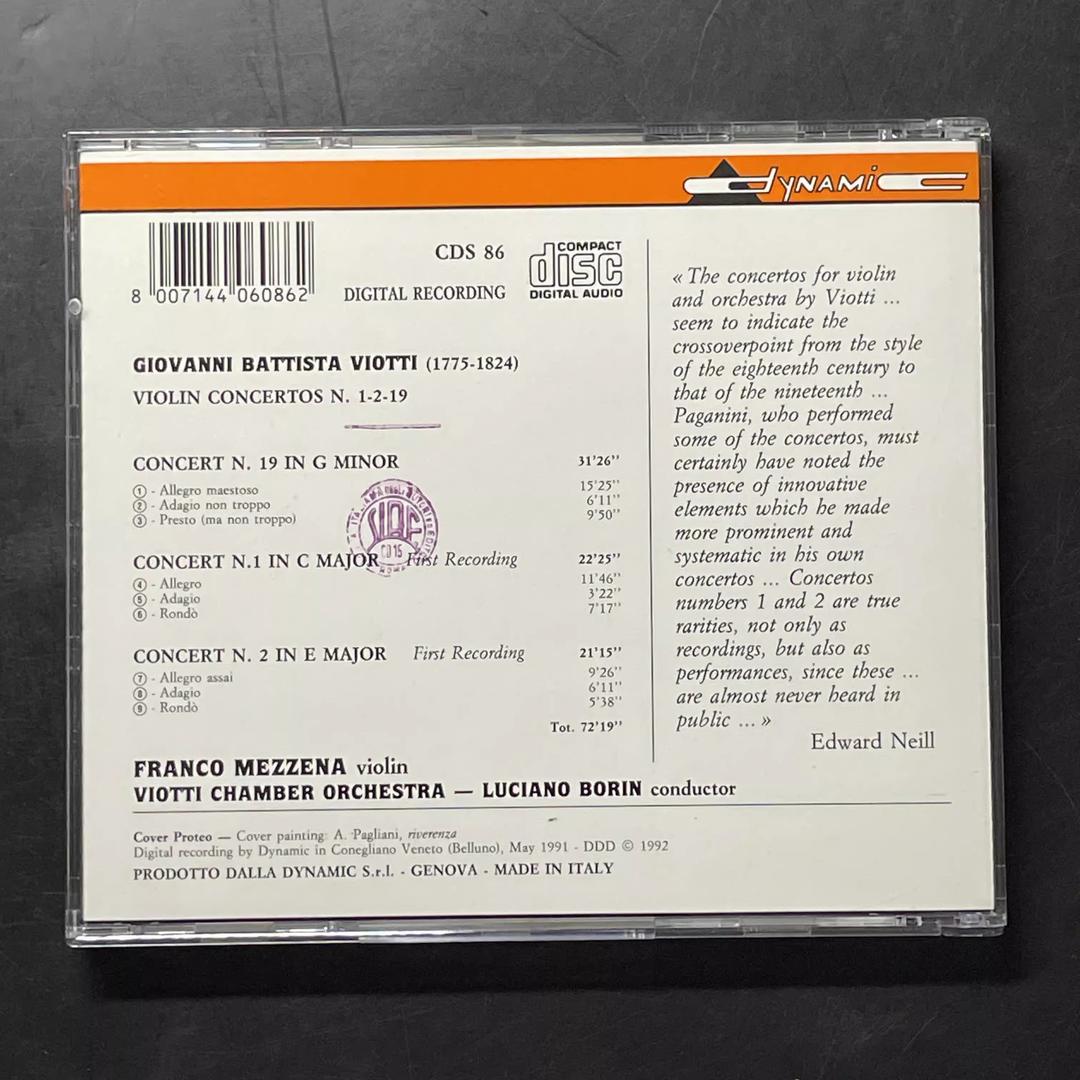 dynamic
CDS 86
COMPACT
disc
DIGITAL AUDIO
8 007144 060862
DIGITAL RECORDING
GIOVANNI BATTISTA VIOTTI (1775-1824)
VIOLIN CONCERTOS N. 1-2-19
CONCERT N. 19 IN G MINOR 31'26''
① - Allegro maestoso 15'25''
② - Adagio non troppo 6'11''
③ - Presto (ma non troppo) 9'50''
CONCERT N.1 IN C MAJOR First Recording 22'25''
④ - Allegro 11'46''
⑤ - Adagio 3'22''
⑥ - Rondò 7'17''
CONCERT N. 2 IN E MAJOR First Recording 21'15''
⑦ - Allegro assai 9'26''
⑧ - Adagio 6'11''
⑨ - Rondò 5'38''
Tot. 72'19''
FRANCO MEZZENA violin
VIOTTI CHAMBER ORCHESTRA — LUCIANO BORIN conductor
« The concertos for violin
and orchestra by Viotti ...
seem to indicate the
crossoverpoint from the style
of the eighteenth century to
that of the nineteenth ...
Paganini, who performed
some of the concertos, must
certainly have noted the
presence of innovative
elements which he made
more prominent and
systematic in his own
concertos ... Concertos
numbers 1 and 2 are true
rarities, not only as
recordings, but also as
performances, since these ...
are almost never heard in
public ... »
Edward Neill
Cover Proteo — Cover painting: A. Pagliani, riverenza
Digital recording by Dynamic in Conegliano Veneto (Belluno), May 1991 - DDD © 1992
PRODOTTO DALLA DYNAMIC S.r.l. - GENOVA - MADE IN ITALY